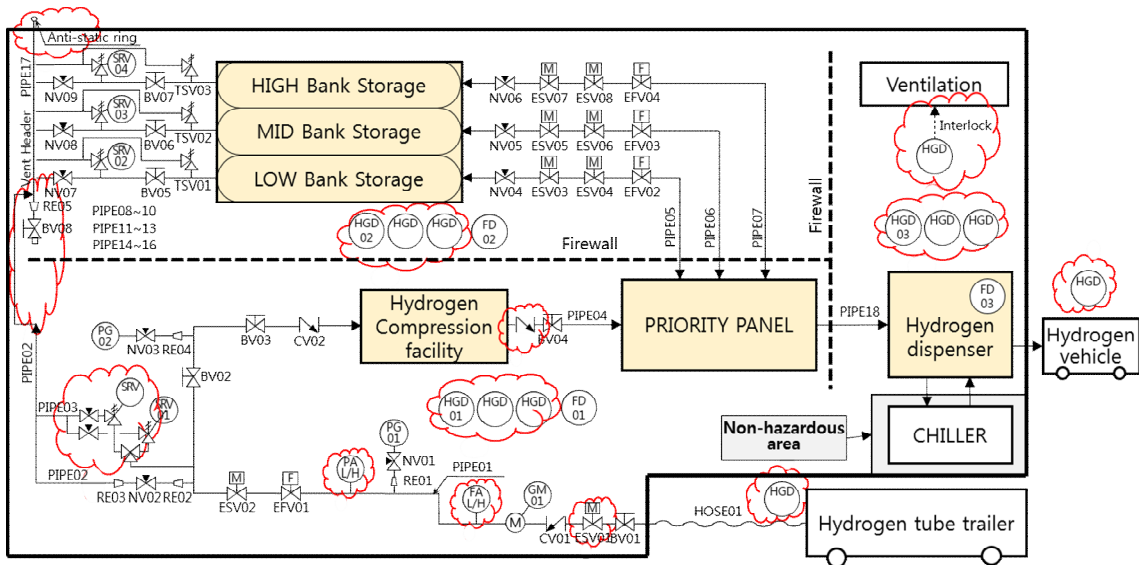 Anti-static ring
PIPE17
SRV
04
NV09
BV07
TSV03
HIGH Bank Storage
NV06
M
ESV07
M
ESV08
F
EFV04
Ventilation
SRV
03
NV08
BV06
TSV02
MID Bank Storage
NV05
M
ESV05
M
ESV06
F
EFV03
Interlock
HGD
Vent Header
SRV
02
NV07
BV05
TSV01
LOW Bank Storage
NV04
M
ESV03
M
ESV04
F
EFV02
RE05
BV08
PIPE08~10
PIPE11~13
PIPE14~16
HGD
02
HGD
HGD
FD
02
Firewall
PIPE05
PIPE06
PIPE07
Firewall
HGD
03
HGD
HGD
PIPE02
PG
02
NV03
RE04
BV03
CV02
Hydrogen
Compression
facility
BV04
PIPE04
PRIORITY PANEL
PIPE18
FD
03
Hydrogen
dispenser
HGD
Hydrogen
vehicle
BV02
PIPE03
SRV
SRV
01
HGD
01
HGD
HGD
FD
01
Non-hazardous
area
CHILLER
PIPE02
RE03
NV02
RE02
M
ESV02
F
EFV01
PA
L/H
PG
01
NV01
RE01
PIPE01
FA
L/H
GM
01
M
CV01
M
ESV01
BV01
HOSE01
HGD
Hydrogen tube trailer